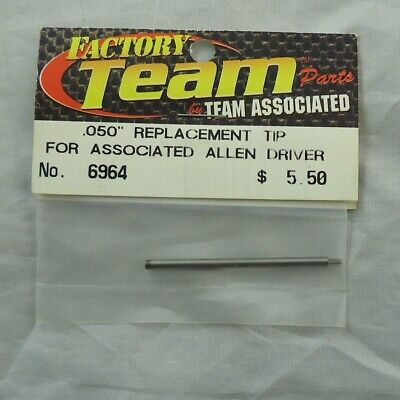 FACTORY
Team
Parts
by TEAM ASSOCIATED
.050" REPLACEMENT TIP
FOR ASSOCIATED ALLEN DRIVER
No. 6964 $ 5.50